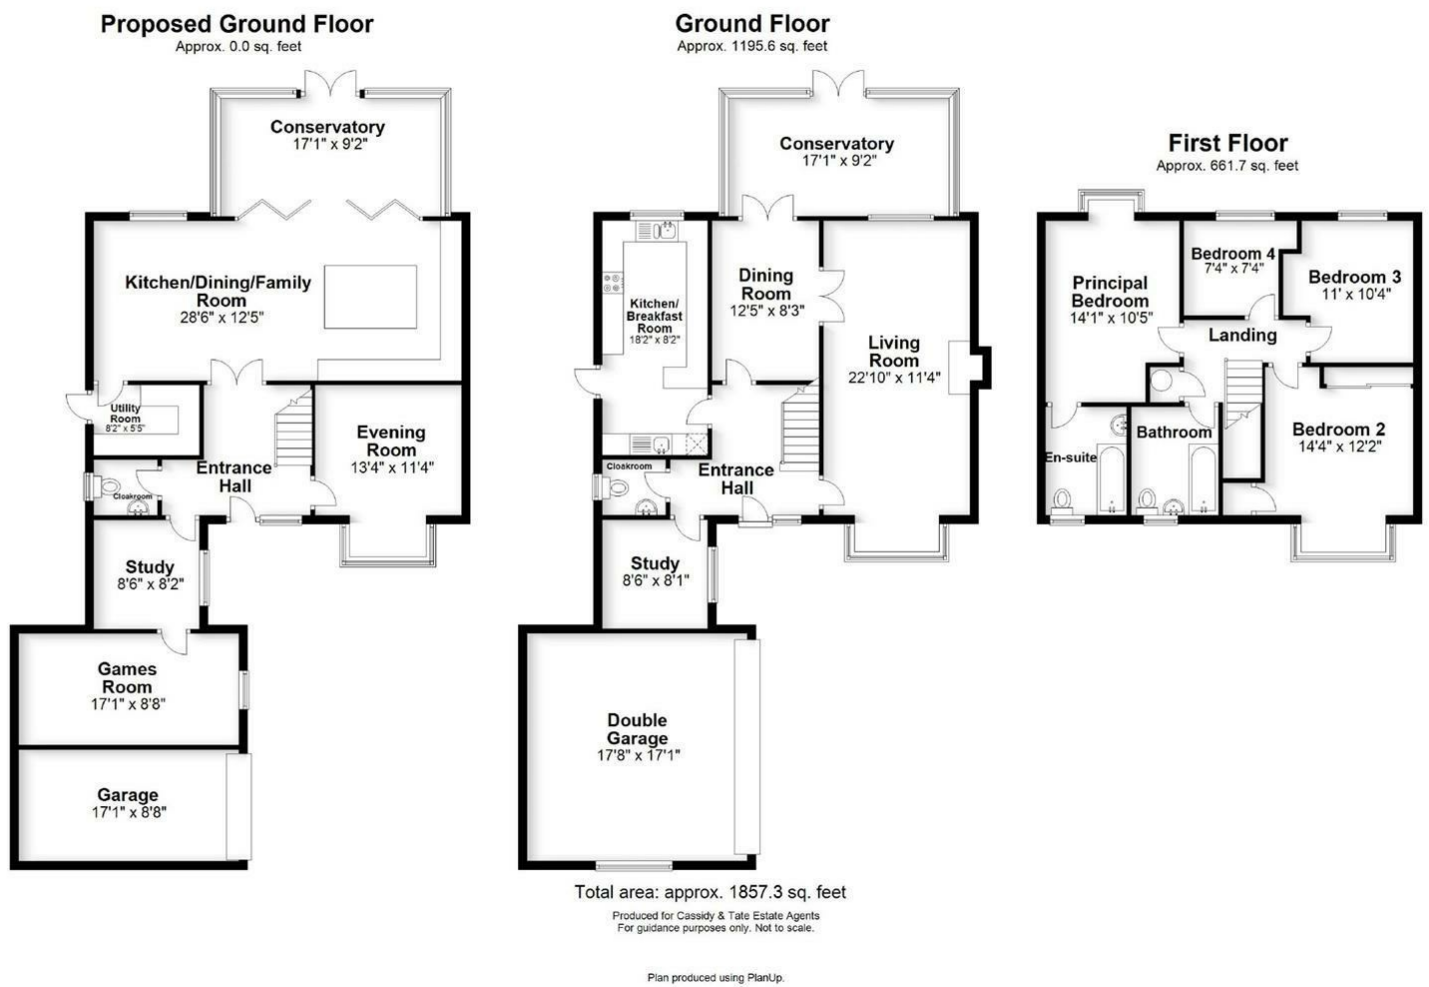 Proposed Ground Floor
Approx. 0.0 sq. feet
Conservatory
17'1" x 9'2"
Kitchen/Dining/Family
Room
28'6" x 12'5"
Utility
Room
8'2" x 5'5"
Entrance
Hall
Evening
Room
13'4" x 11'4"
Cloakroom
Study
8'6" x 8'2"
Games
Room
17'1" x 8'8"
Garage
17'1" x 8'8"
Ground Floor
Approx. 1195.6 sq. feet
Conservatory
17'1" x 9'2"
Kitchen/
Breakfast
Room
18'2" x 8'2"
Dining
Room
12'5" x 8'3"
Living
Room
22'10" x 11'4"
Cloakroom
Entrance
Hall
Study
8'6" x 8'1"
Double
Garage
17'8" x 17'1"
First Floor
Approx. 661.7 sq. feet
Principal
Bedroom
14'1" x 10'5"
Bedroom 4
7'4" x 7'4"
Bedroom 3
11' x 10'4"
Landing
Bedroom 2
14'4" x 12'2"
Bathroom
En-suite
Total area: approx. 1857.3 sq. feet
Produced for Cassidy & Tate Estate Agents
For guidance purposes only. Not to scale.
Plan produced using PlanUp.